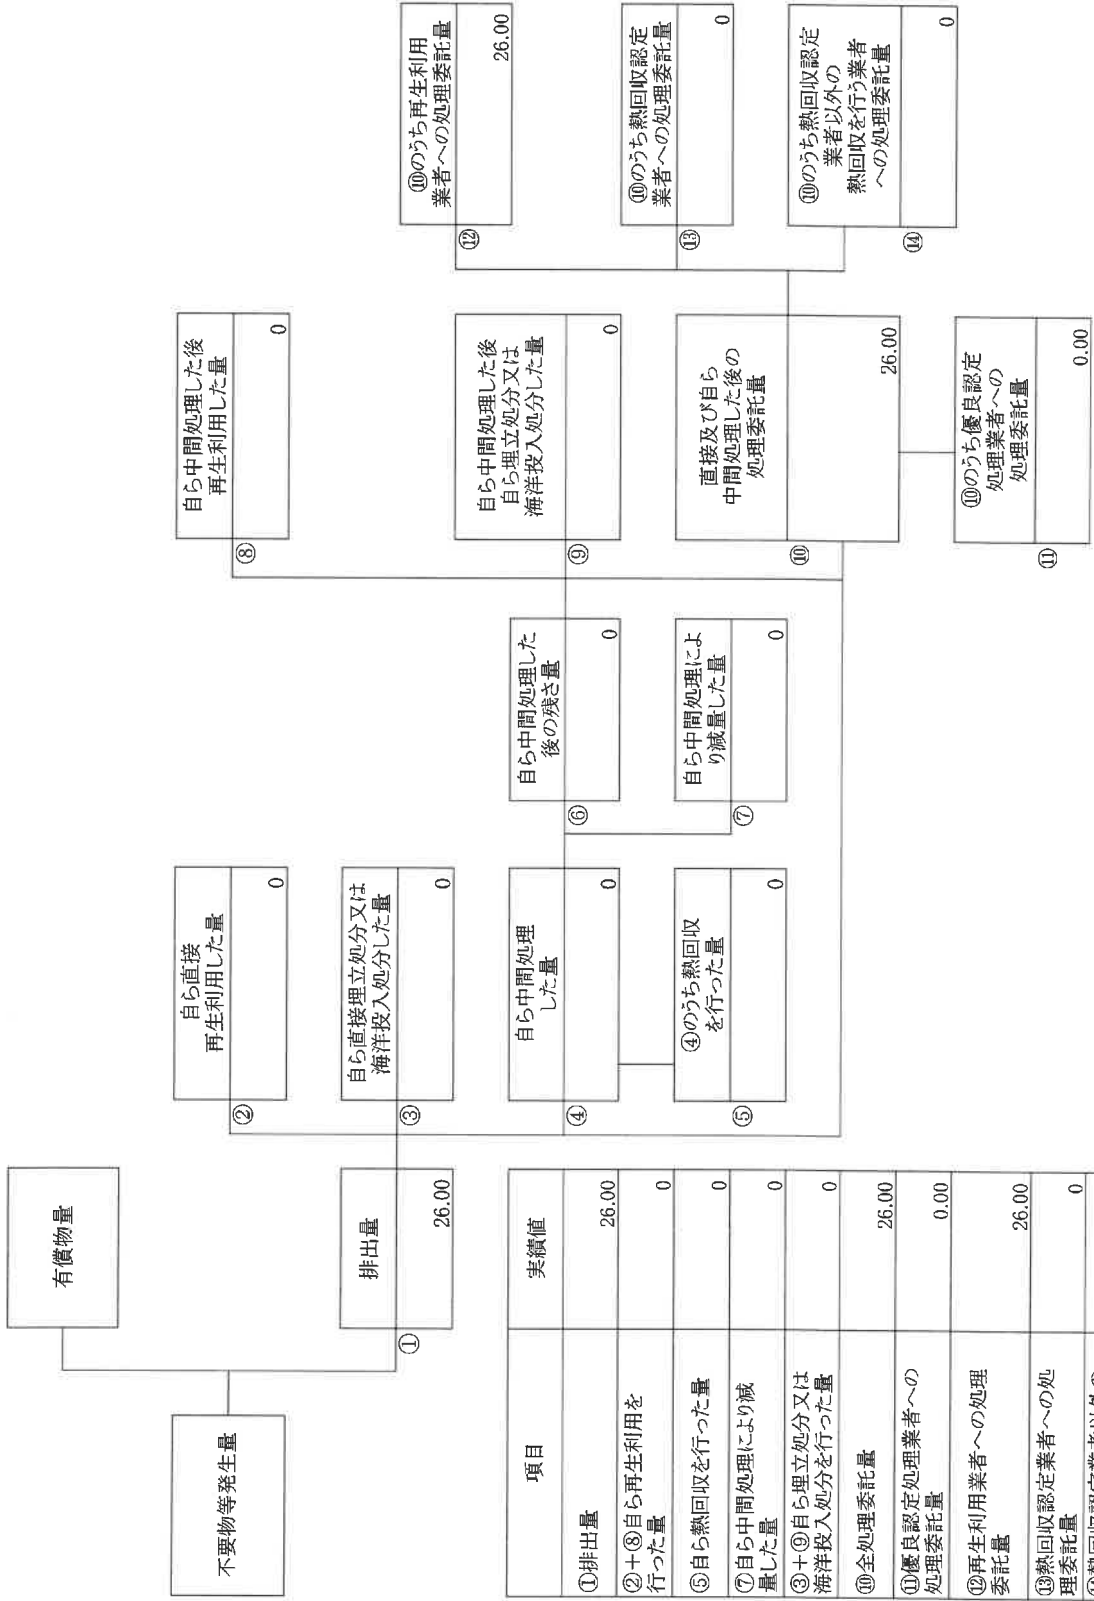 有償物量
不要物等発生量
①
排出量
26.00
②
自ら直接
再生利用した量
0
③
自ら直接埋立処分又は
海洋投入処分した量
0
④
自ら中間処理
した量
0
⑤
④のうち熱回収
を行った量
0
⑥
自ら中間処理した
後の残さ量
0
⑦
自ら中間処理によ
り減量した量
0
⑧
自ら中間処理した後
再生利用した量
0
⑨
自ら中間処理した後
自ら埋立処分又は
海洋投入処分した量
0
⑩
直接及び自ら
中間処理した後の
処理委託量
26.00
⑪
⑩のうち優良認定
処理業者への
処理委託量
0.00
⑫
⑩のうち再生利用
業者への処理委託量
26.00
⑬
⑩のうち熱回収認定
業者への処理委託量
0
⑭
⑩のうち熱回収認定
業者以外の
熱回収を行う業者
への処理委託量
0
項目
実績値
①排出量
26.00
②+⑧自ら再生利用を
行った量
0
⑤自ら熱回収を行った量
0
⑦自ら中間処理により減
量した量
0
③+⑨自ら埋立処分又は
海洋投入処分を行った量
0
⑩全処理委託量
26.00
⑪優良認定処理業者への
処理委託量
0.00
⑫再生利用業者への処理
委託量
26.00
⑬熱回収認定業者への処
理委託量
0